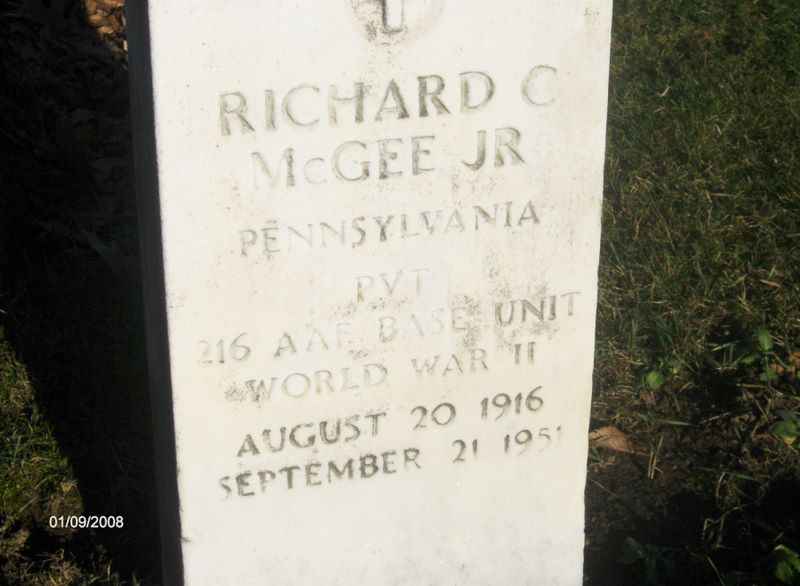 RICHARD C
McGEE JR
PENNSYLVANIA
PVT
216 AAF BASE UNIT
WORLD WAR II
AUGUST 20 1916
SEPTEMBER 21 1951
01/09/2008